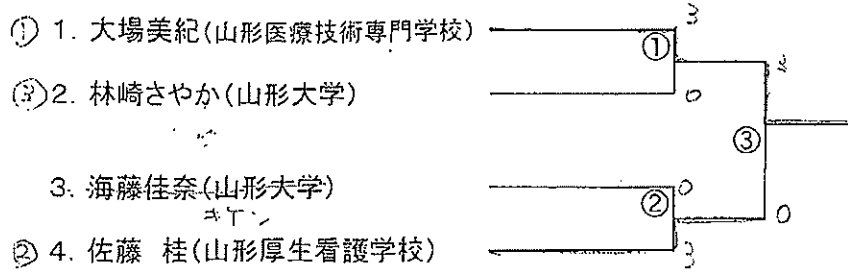 ① 1. 大場美紀(山形医療技術専門学校)
③ 2. 林崎さやか(山形大学)
3. 海藤佳奈(山形大学)
キケン
② 4. 佐藤 桂(山形厚生看護学校)
3
①
0
0
②
3
③
0